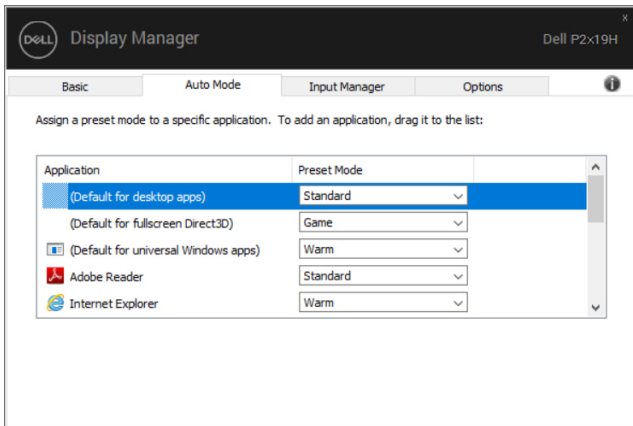 x
DELL Display Manager Dell P2x19H
Basic Auto Mode Input Manager Options
Assign a preset mode to a specific application. To add an application, drag it to the list:
Application Preset Mode
(Default for desktop apps) Standard
(Default for fullscreen Direct3D) Game
(Default for universal Windows apps) Warm
Adobe Reader Standard
Internet Explorer Warm